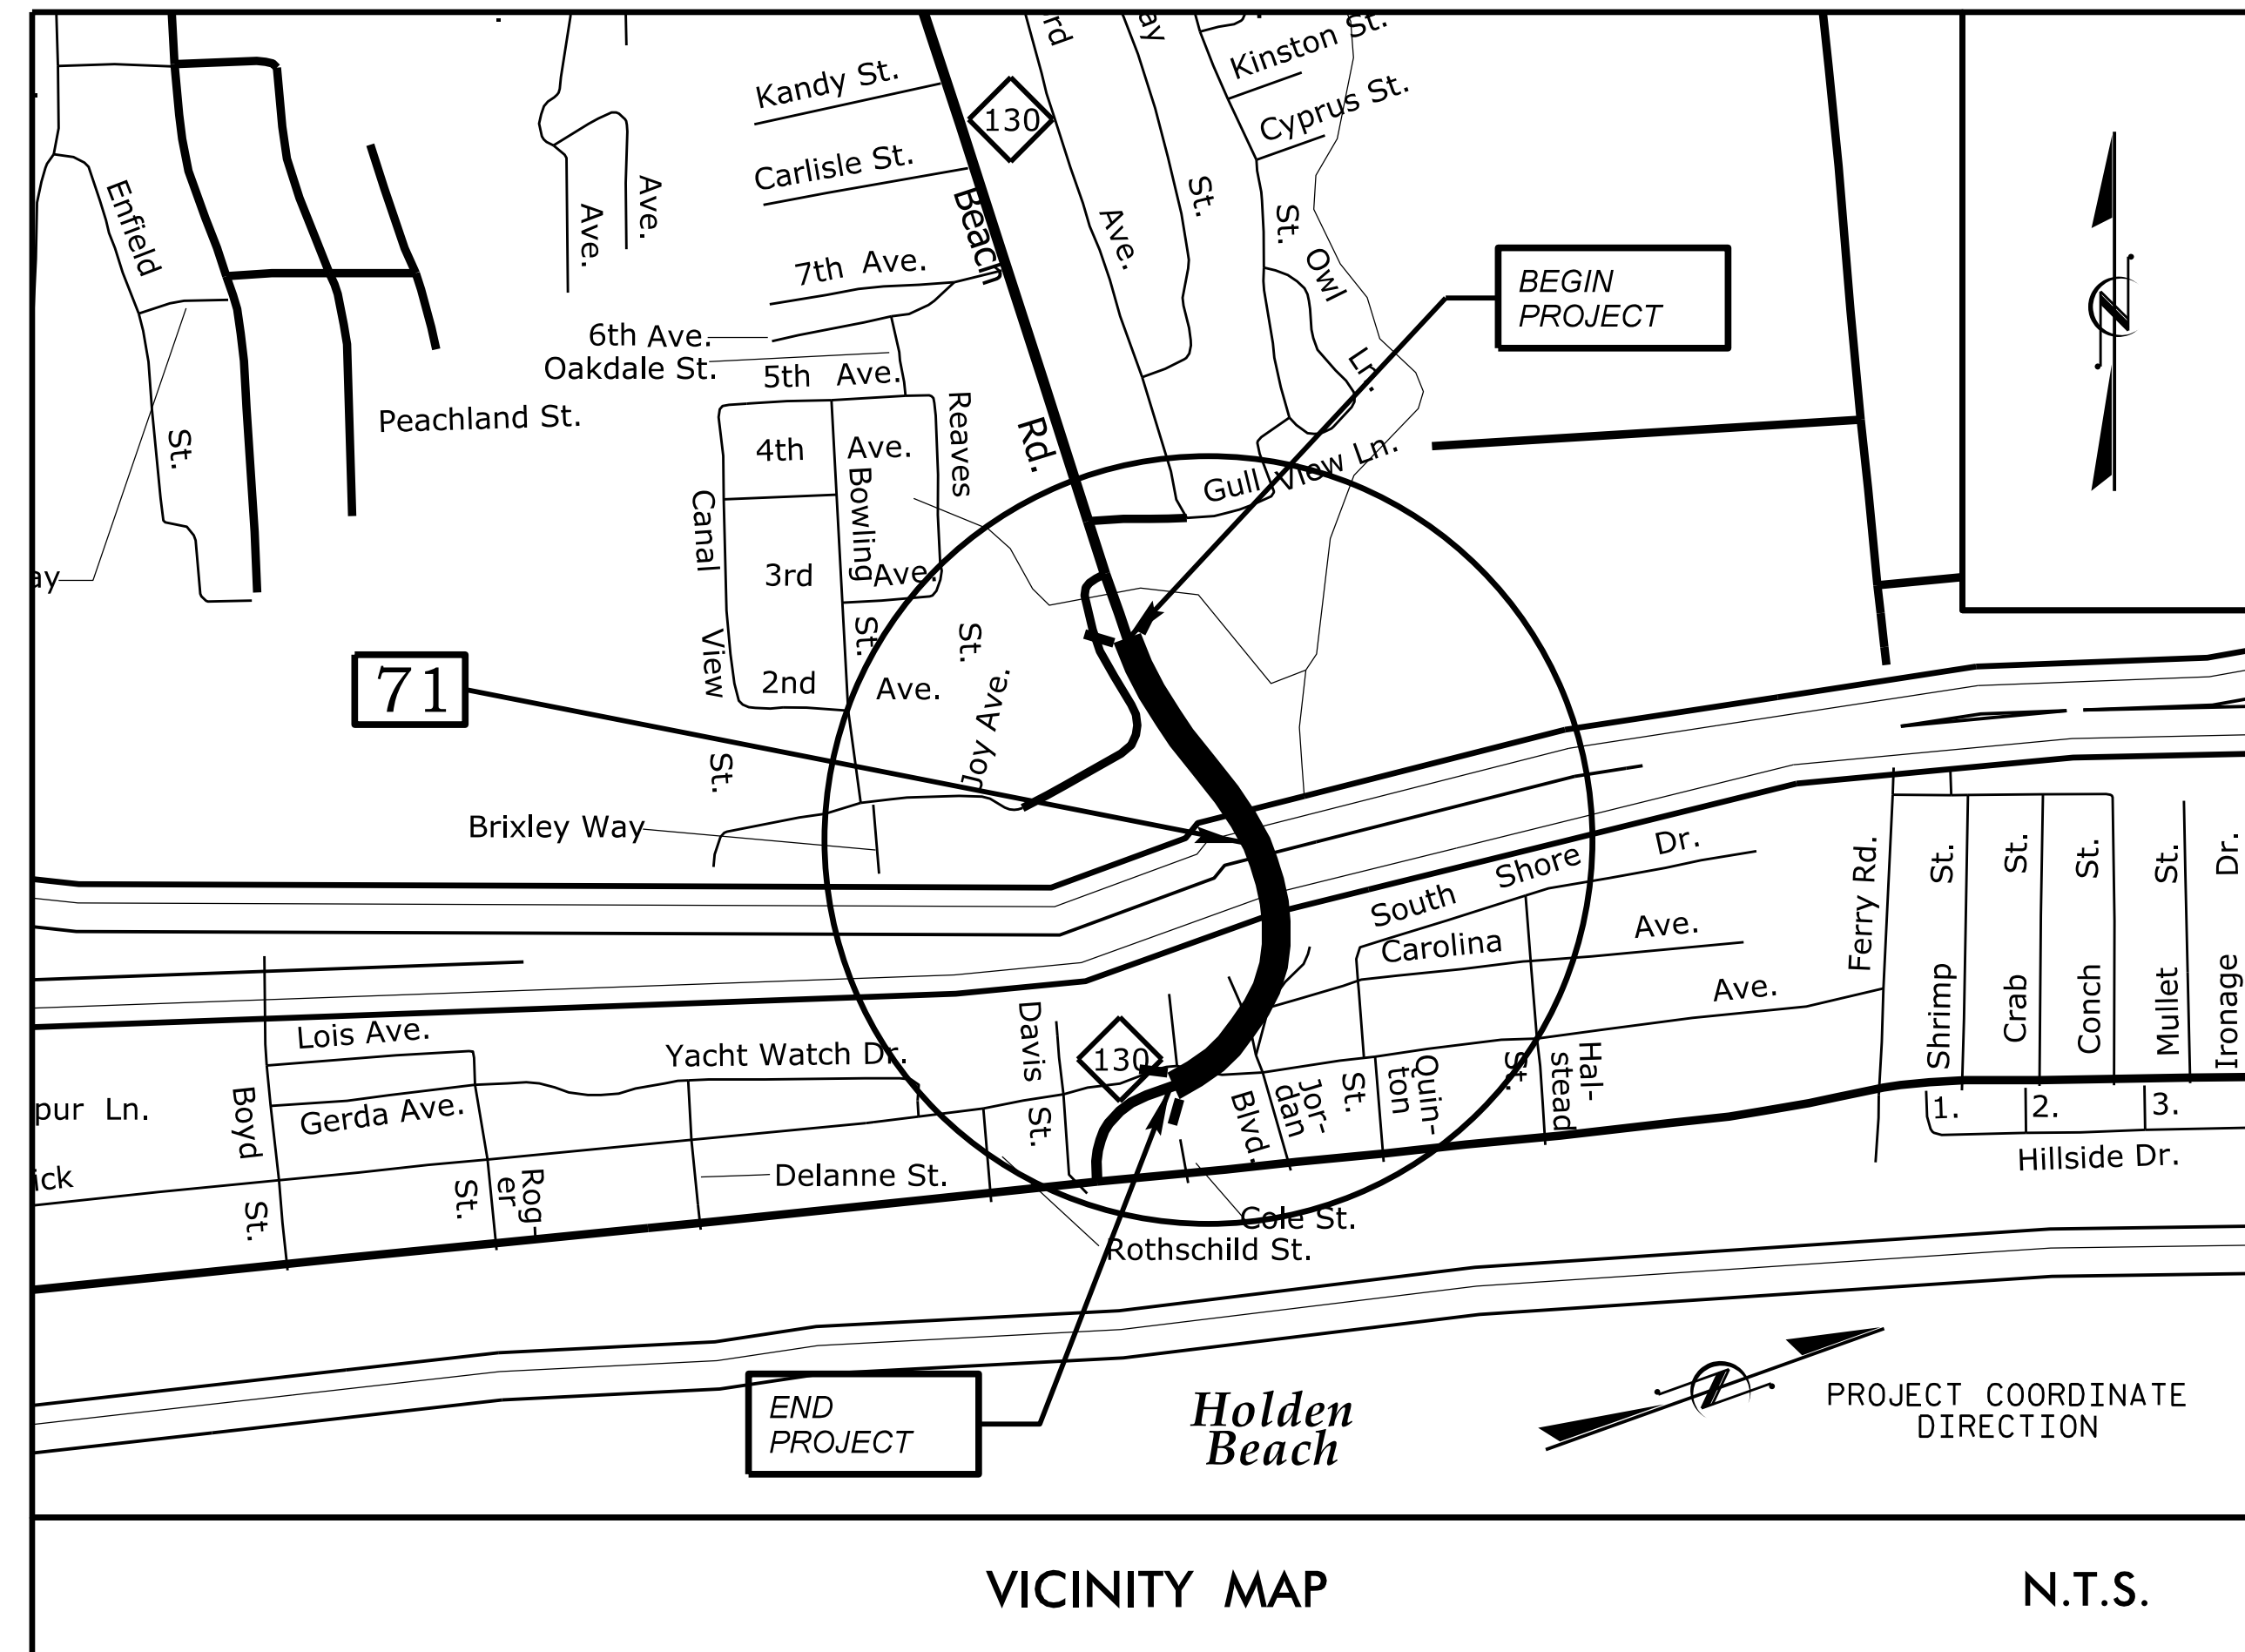 Kinston St.
Kandy St.
130
Cyprus St.
Carlisle St.
Enfield
St.
Ave.
Ave.
Beach
Rd.
Ave.
St.
St.
Owl
Ln.
7th Ave.
6th Ave.
Oakdale St.
5th Ave.
Peachland St.
4th Ave.
Reaves
St.
Bowling
St.
Canal
View
St.
3rd Ave.
2nd Ave.
Joy Ave.
Gull View Ln.
BEGIN
PROJECT
N
71
Brixley Way
South Shore Dr.
Carolina Ave.
Ave.
Ferry Rd.
Shrimp St.
Crab St.
Conch St.
Mullet St.
Ironage Dr.
Lois Ave.
Gerda Ave.
Yacht Watch Dr.
Davis
St.
130
Blvd.
Jor-
dan
St.
Quin-
ton
St.
Hal-
stead
Boyd
St.
Rog-
er
St.
pur Ln.
ick
ay
Delanne St.
Cole St.
Rothschild St.
1.
2.
3.
Hillside Dr.
END
PROJECT
Holden
Beach
N
PROJECT COORDINATE
DIRECTION
VICINITY MAP
N.T.S.